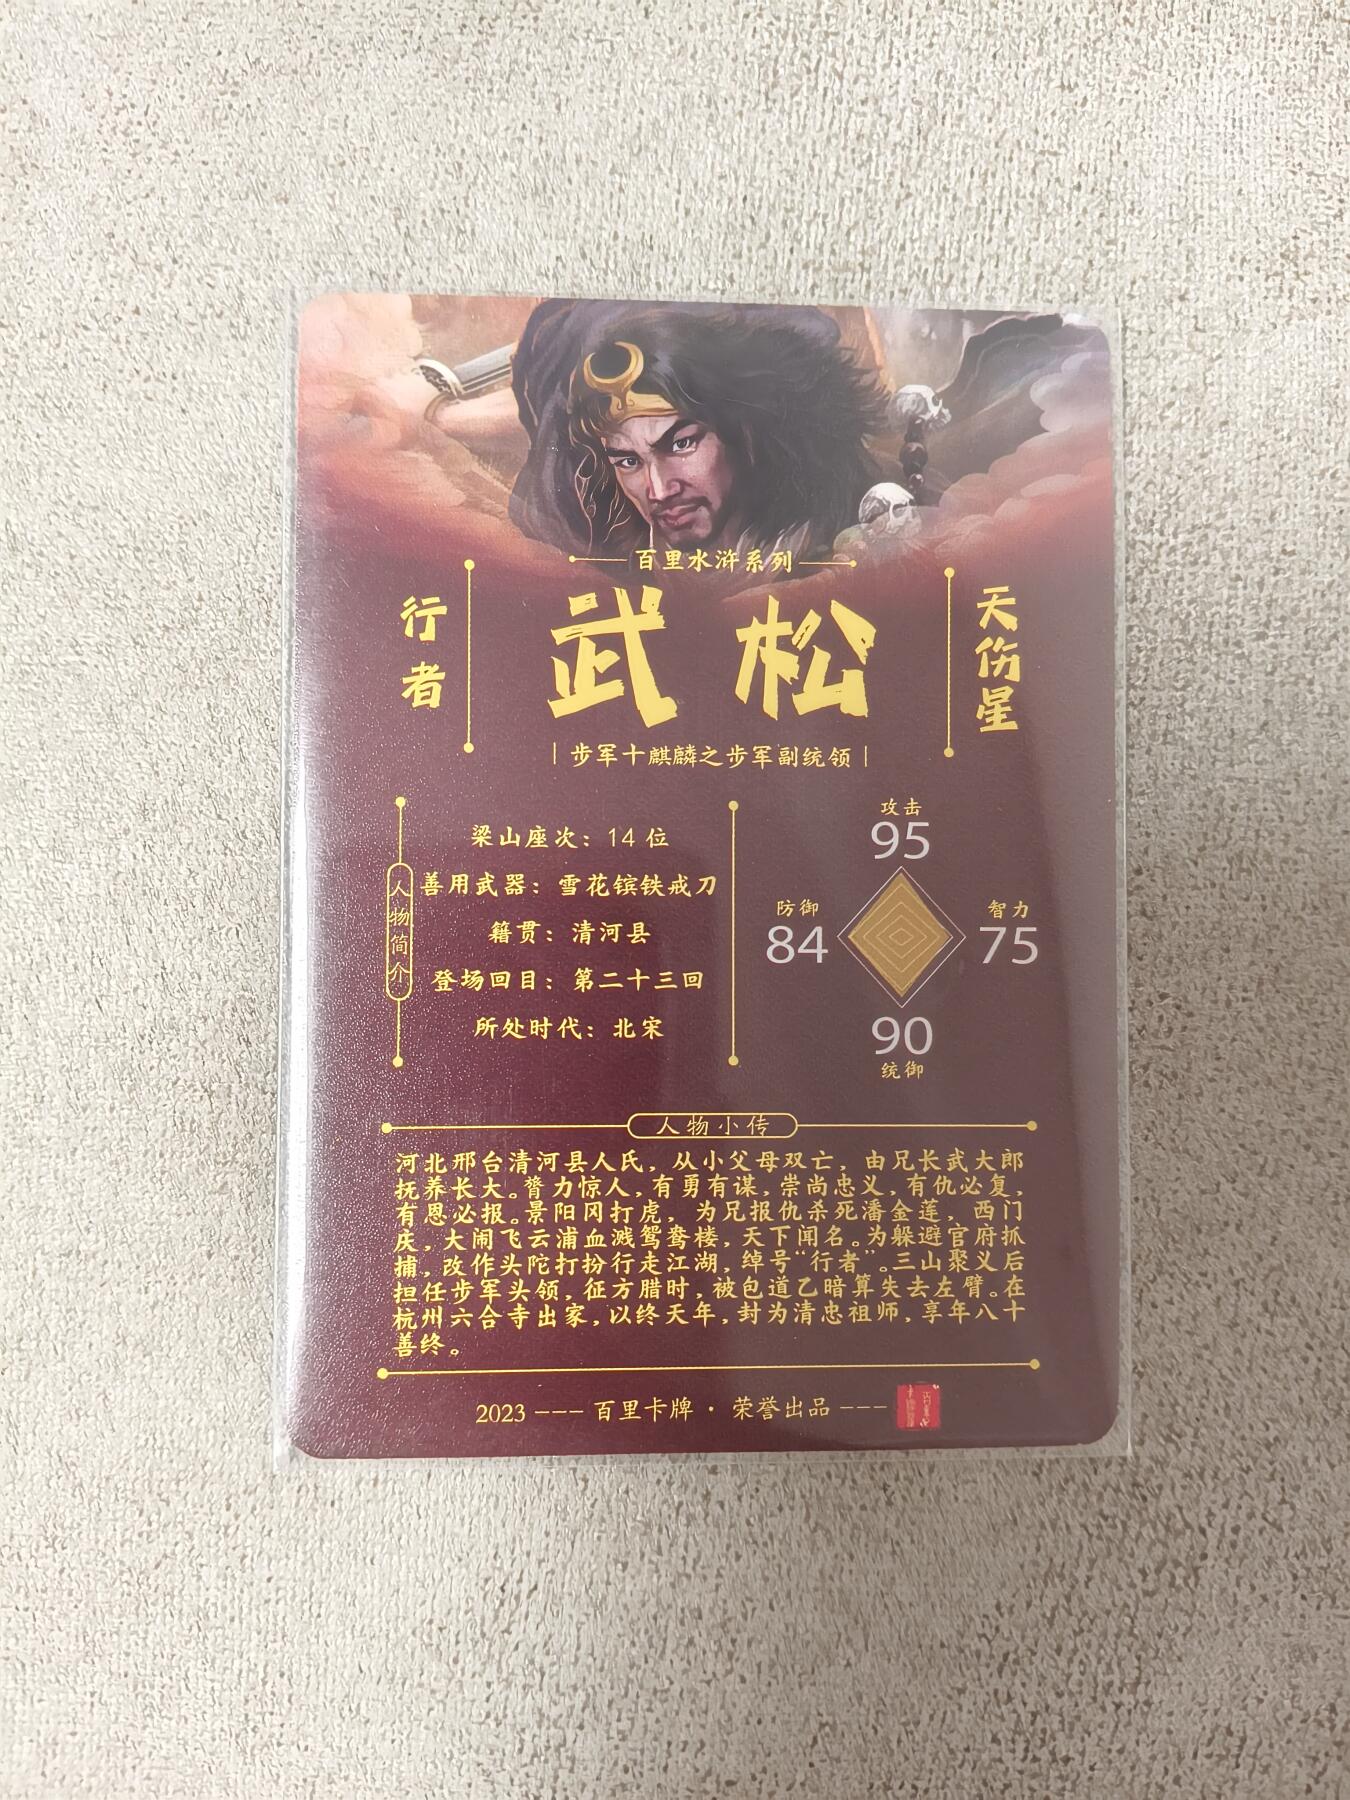 百里水浒系列
行者
武松
天伤星
步军十麒麟之步军副统领
人物简介
梁山座次：14 位
善用武器：雪花镔铁戒刀
籍贯：清河县
登场回目：第二十三回
所处时代：北宋
攻击
95
防御
84
智力
75
90
统御
人物小传
河北邢台清河县人氏，从小父母双亡，由兄长武大郎
抚养长大。膂力惊人，有勇有谋，崇尚忠义，有仇必复，
有恩必报。景阳冈打虎，为兄报仇杀死潘金莲，西门
庆，大闹飞云浦血溅鸳鸯楼，天下闻名。为躲避官府抓
捕，改作头陀打扮行走江湖，绰号“行者”。三山聚义后
担任步军头领，征方腊时，被包道乙暗算失去左臂。在
杭州六合寺出家，以终天年，封为清忠祖师，享年八十
善终。
2023 --- 百里卡牌 · 荣誉出品 ---